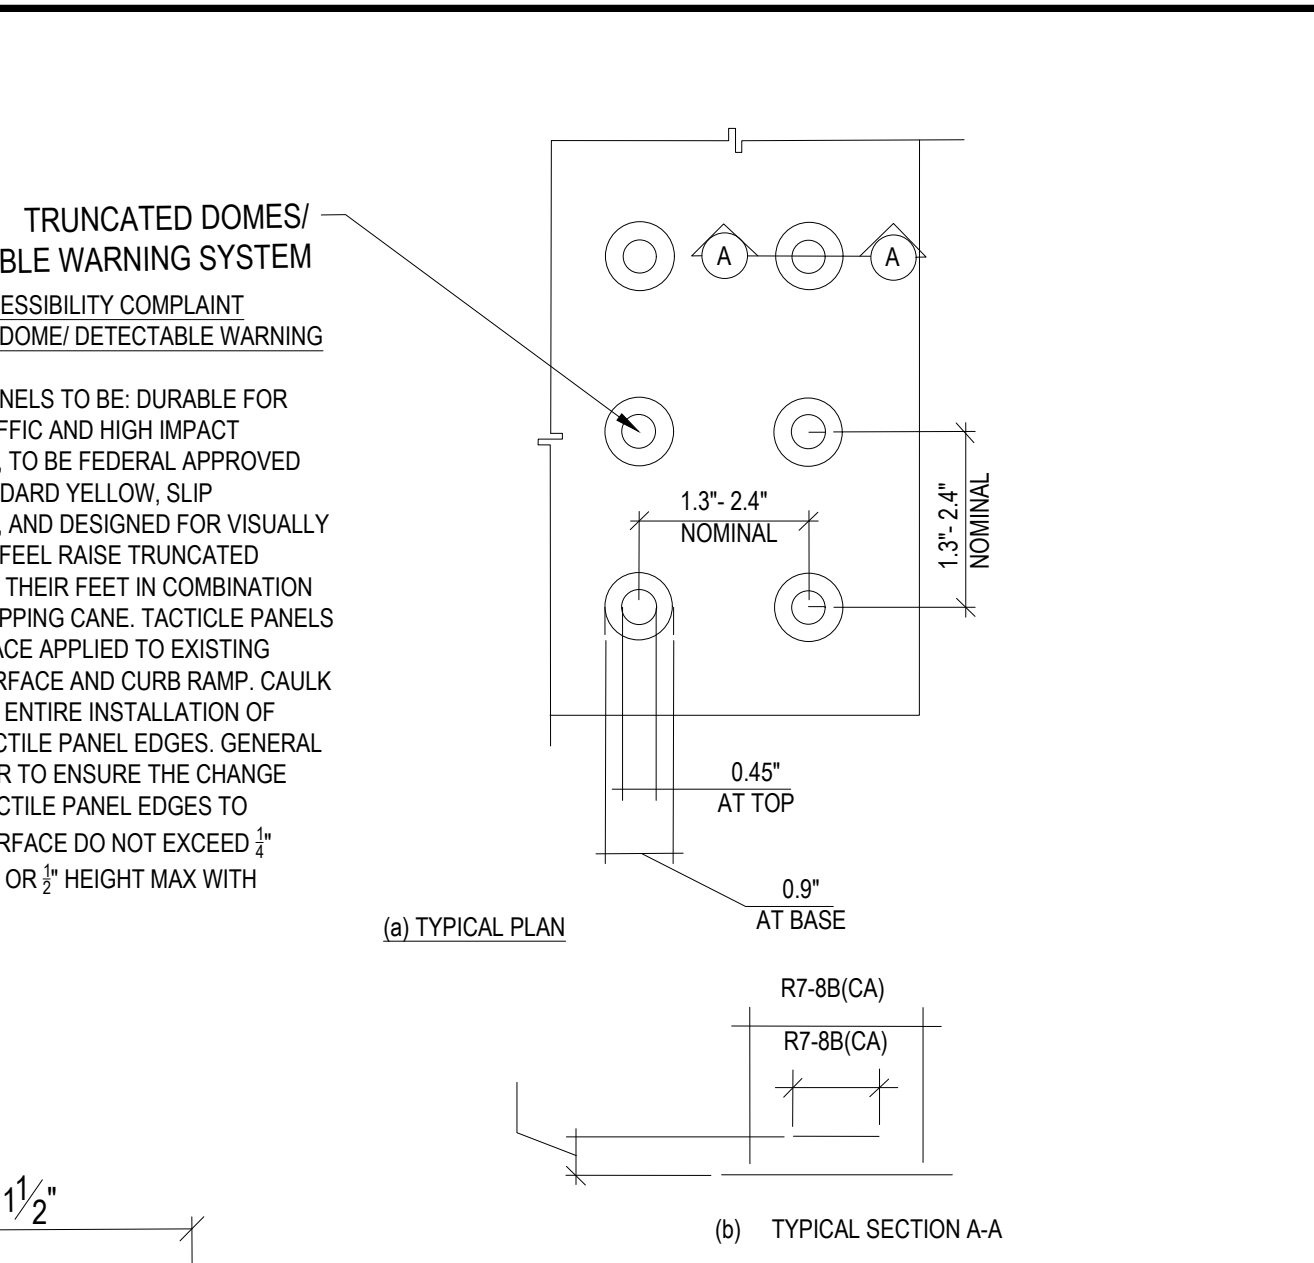 TRUNCATED DOMES/
BLE WARNING SYSTEM
ESSIBILITY COMPLAINT
DOME/ DETECTABLE WARNING
NELS TO BE: DURABLE FOR
FFIC AND HIGH IMPACT
, TO BE FEDERAL APPROVED
DARD YELLOW, SLIP
, AND DESIGNED FOR VISUALLY
FEEL RAISE TRUNCATED
THEIR FEET IN COMBINATION
PPING CANE. TACTICLE PANELS
ACE APPLIED TO EXISTING
RFACE AND CURB RAMP. CAULK
ENTIRE INSTALLATION OF
CTILE PANEL EDGES. GENERAL
R TO ENSURE THE CHANGE
CTILE PANEL EDGES TO
RFACE DO NOT EXCEED 1/4"
OR 1/2" HEIGHT MAX WITH
1 1/2"
A
A
1.3"- 2.4"
NOMINAL
1.3"- 2.4"
NOMINAL
0.45"
AT TOP
0.9"
AT BASE
(a) TYPICAL PLAN
R7-8B(CA)
R7-8B(CA)
(b) TYPICAL SECTION A-A